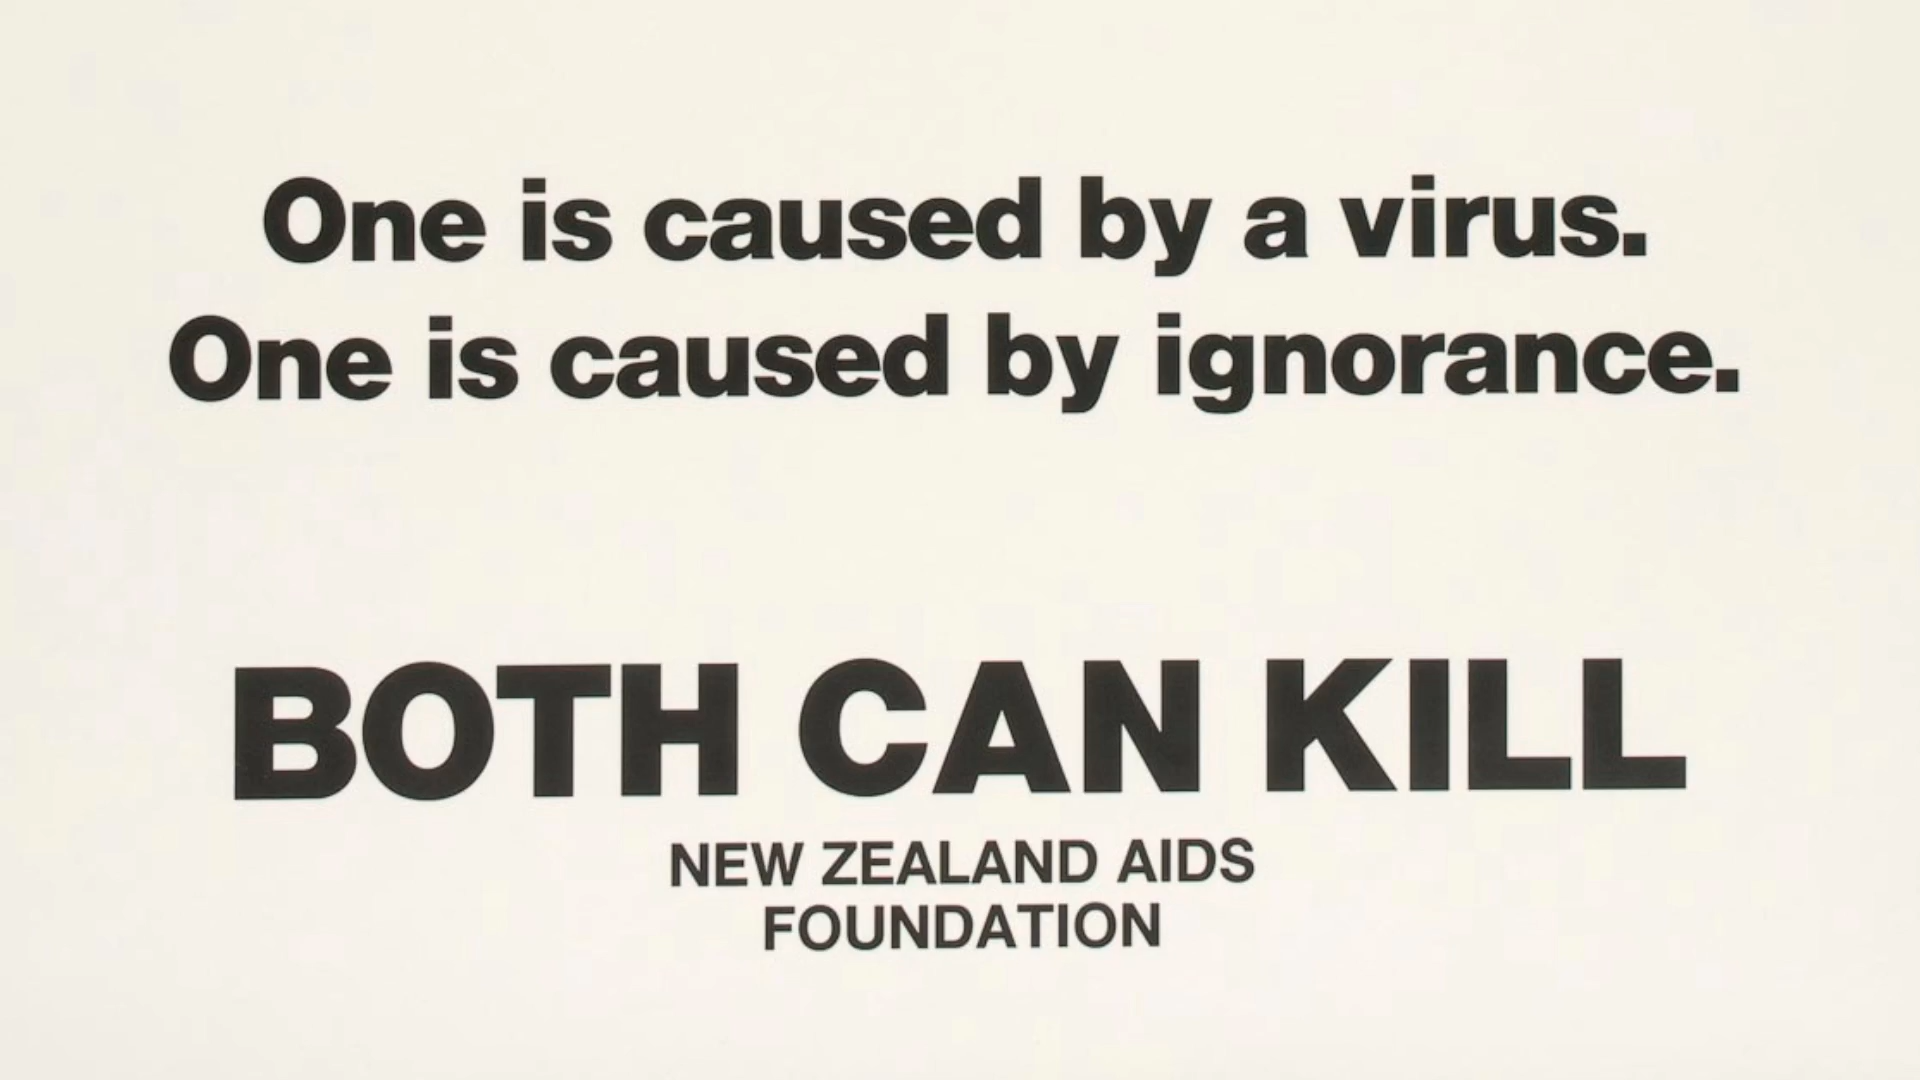 One is caused by a virus.
One is caused by ignorance.
BOTH CAN KILL
NEW ZEALAND AIDS
FOUNDATION